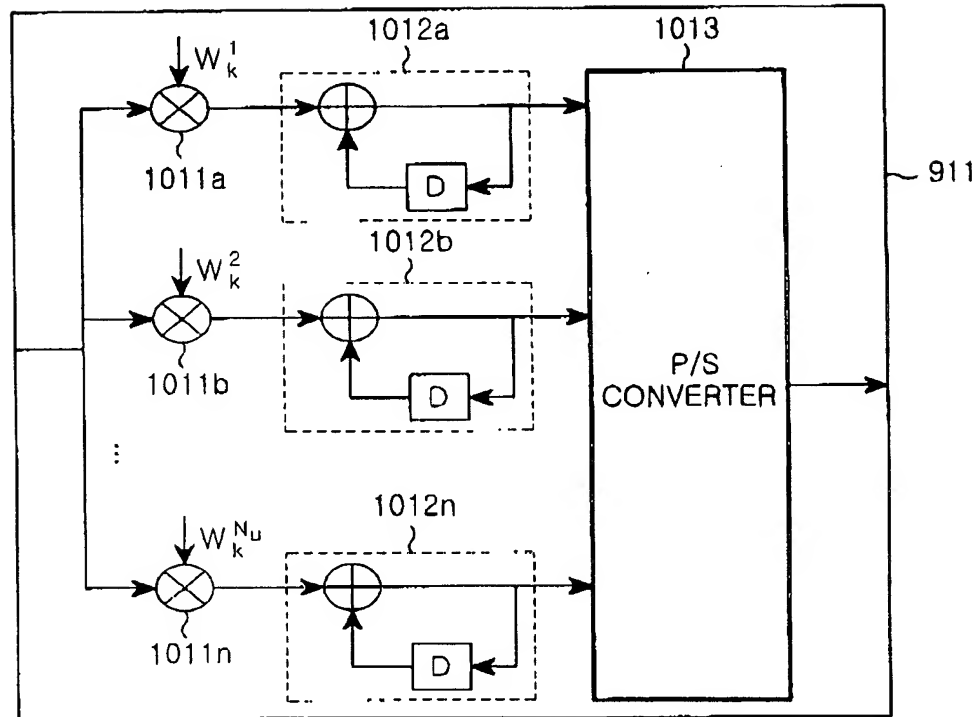 1012a
1013
W_k^1
1011a
D
911
1012b
W_k^2
1011b
D
P/S
CONVERTER
...
1012n
W_k^{N_u}
1011n
D